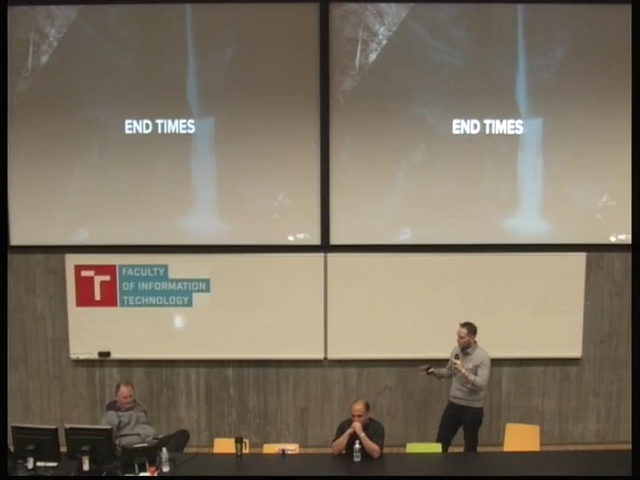 END TIMES
END TIMES
FACULTY
OF INFORMATION
TECHNOLOGY